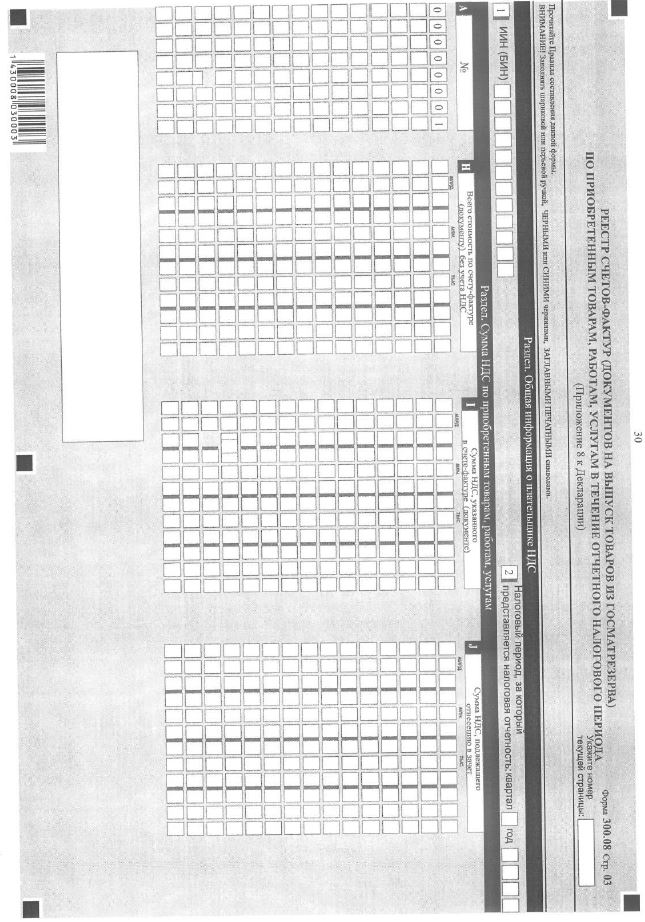 30
РЕЕСТР СЧЕТОВ-ФАКТУР (ДОКУМЕНТОВ НА ВЫПУСК ТОВАРОВ ИЗ ГОСМАТРЕЗЕРВА)
ПО ПРИОБРЕТЕННЫМ ТОВАРАМ, РАБОТАМ, УСЛУГАМ В ТЕЧЕНИЕ ОТЧЕТНОГО НАЛОГОВОГО ПЕРИОДА
(Приложение 8 к Декларации)
Форма 300.08 Стр. 03
Укажите номер
текущей страницы:
Прочитайте Правила составления данной формы.
ВНИМАНИЕ! Заполнять шариковой или перьевой ручкой, ЧЕРНЫМИ или СИНИМИ чернилами, ЗАГЛАВНЫМИ ПЕЧАТНЫМИ символами.
Раздел. Общая информация о плательщике НДС
1 ИИН (БИН)
2 Налоговый период, за который
представляется налоговая отчетность: квартал год
Раздел. Сумма НДС по приобретенным товарам, работам, услугам
A №
H Всего стоимость по счету-фактуре
(документу), без учета НДС
I Сумма НДС, указанного
в счете-фактуре (документе)
J Сумма НДС, подлежащего
отнесению в зачет
млрд. млн. тыс. млрд. млн. тыс. млрд. млн. тыс.
0 0 0 0 0 0 0 1